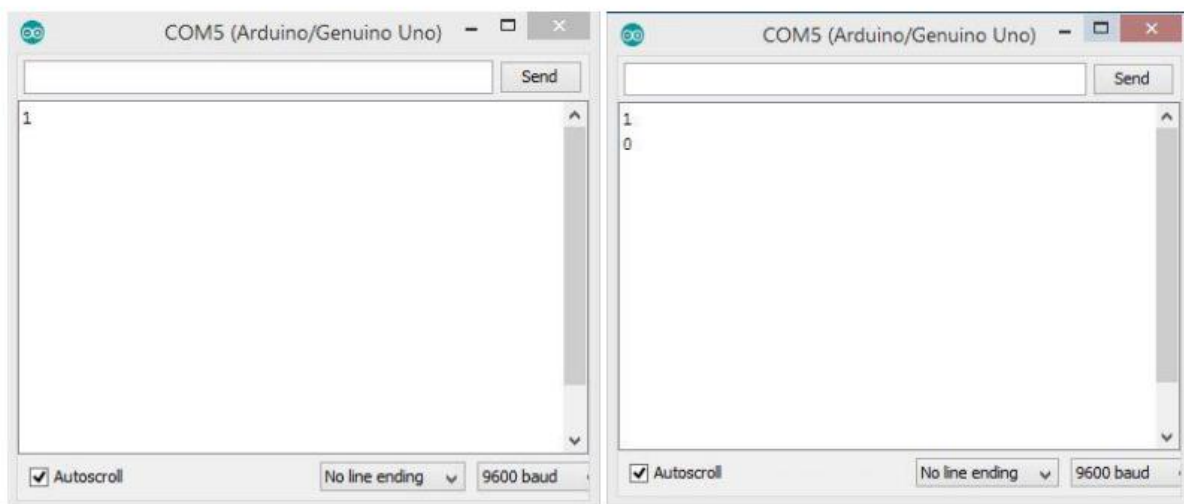 COM5 (Arduino/Genuino Uno)
Send
1
Autoscroll
No line ending
9600 baud
COM5 (Arduino/Genuino Uno)
Send
1
0
Autoscroll
No line ending
9600 baud